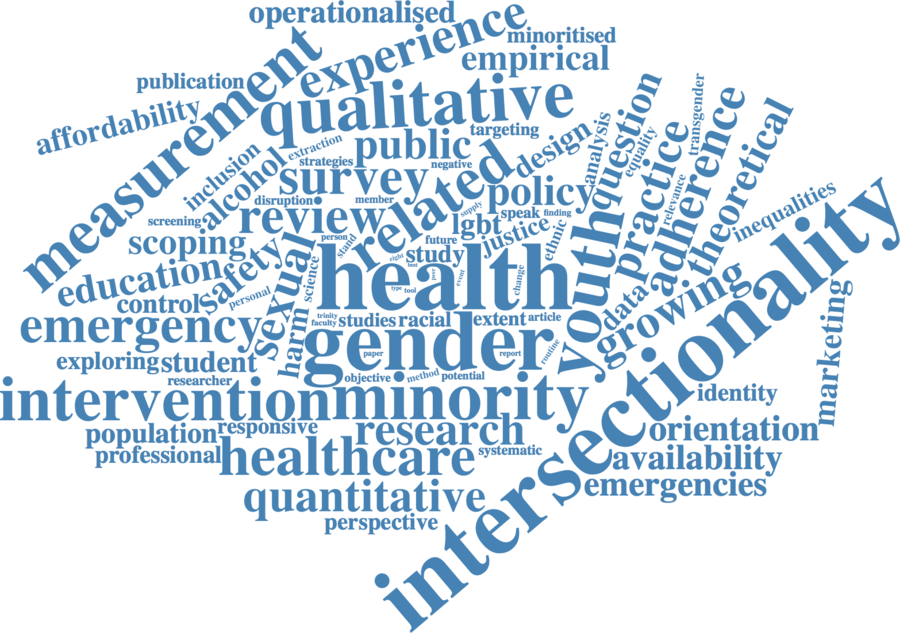 operationalised
experience
minoritised
empirical
publication
measurement
qualitative
affordability
extraction
public
targeting
design
analysis
question
transgender
equality
inclusion
alcohol
strategies
negative
survey
related
policy
youth
practice
adherence
theoretical
relevance
inequalities
disruption
member
screening
review
supply
speak
finding
lgbt
justice
ethnic
scoping
person
stand
future
study
education
safety
sexual
science
right
best
type
tool
peer
event
change
health
control
personal
emergency
harm
trinity
faculty
studies
racial
extent
article
data
growing
intersectionality
marketing
gender
paper
report
routine
exploring
student
researcher
objective
method
potential
intervention
minority
identity
population
responsive
research
orientation
professional
healthcare
systematic
availability
quantitative
emergencies
perspective